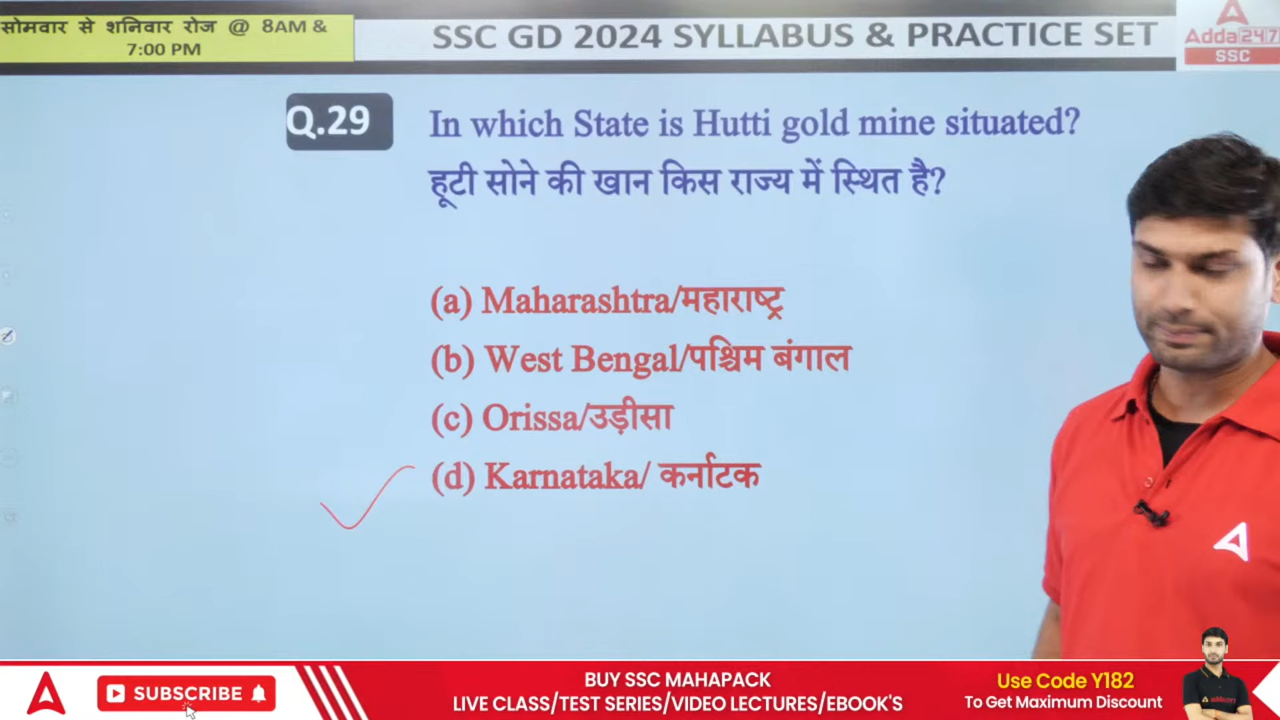 सोमवार से शनिवार रोज @ 8AM &
7:00 PM
SSC GD 2024 SYLLABUS & PRACTICE SET
Adda247
SSC
Q.29
In which State is Hutti gold mine situated?
हूटी सोने की खान किस राज्य में स्थित है?
(a) Maharashtra/महाराष्ट्र
(b) West Bengal/पश्चिम बंगाल
(c) Orissa/उड़ीसा
(d) Karnataka/ कर्नाटक
SUBSCRIBE
BUY SSC MAHAPACK
LIVE CLASS/TEST SERIES/VIDEO LECTURES/EBOOK'S
Use Code Y182
To Get Maximum Discount